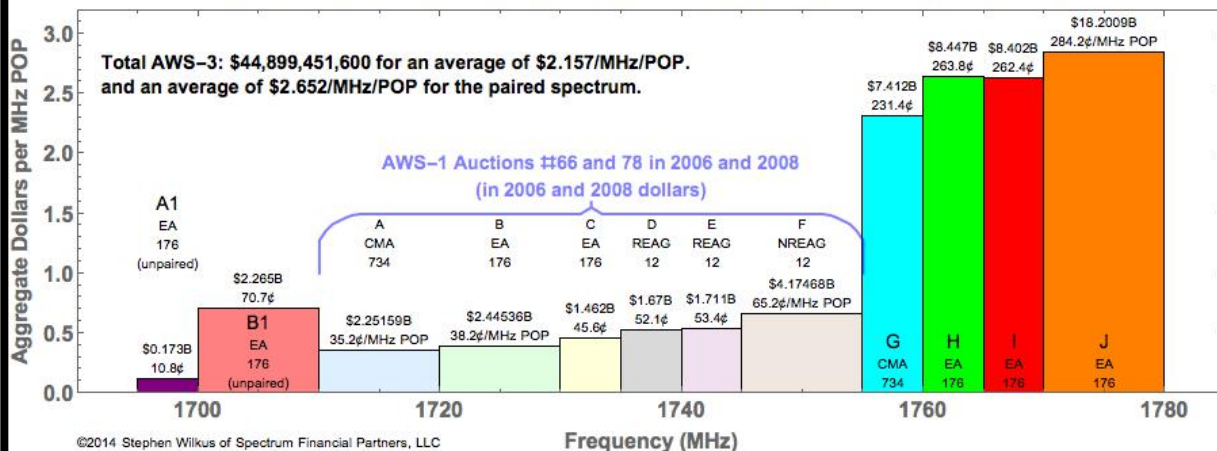 Aggregate Dollars per MHz POP
3.0
2.5
2.0
1.5
1.0
0.5
0.0
Total AWS-3: $44,899,451,600 for an average of $2.157/MHz/POP.
and an average of $2.652/MHz/POP for the paired spectrum.
AWS-1 Auctions #66 and 78 in 2006 and 2008
(in 2006 and 2008 dollars)
A1
EA
176
(unpaired)
$0.173B
10.8¢
$2.265B
70.7¢
B1
EA
176
(unpaired)
A
CMA
734
$2.25159B
35.2¢/MHz POP
B
EA
176
$2.44536B
38.2¢/MHz POP
C
EA
176
$1.462B
45.6¢
D
REAG
12
$1.67B
52.1¢
E
REAG
12
$1.711B
53.4¢
F
NREAG
12
$4.17468B
65.2¢/MHz POP
$7.412B
231.4¢
G
CMA
734
$8.447B
263.8¢
H
EA
176
$8.402B
262.4¢
I
EA
176
$18.2009B
284.2¢/MHz POP
J
EA
176
1700
1720
1740
1760
1780
Frequency (MHz)
©2014 Stephen Wilkus of Spectrum Financial Partners, LLC